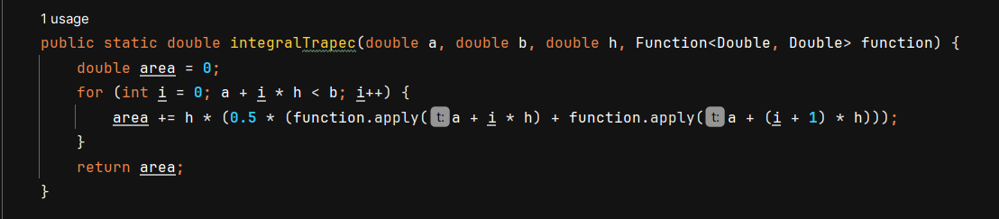 1 usage
public static double integralTrapec(double a, double b, double h, Function<Double, Double> function) {
    double area = 0;
    for (int i = 0; a + i * h < b; i++) {
        area += h * (0.5 * (function.apply( t: a + i * h) + function.apply( t: a + (i + 1) * h)));
    }
    return area;
}